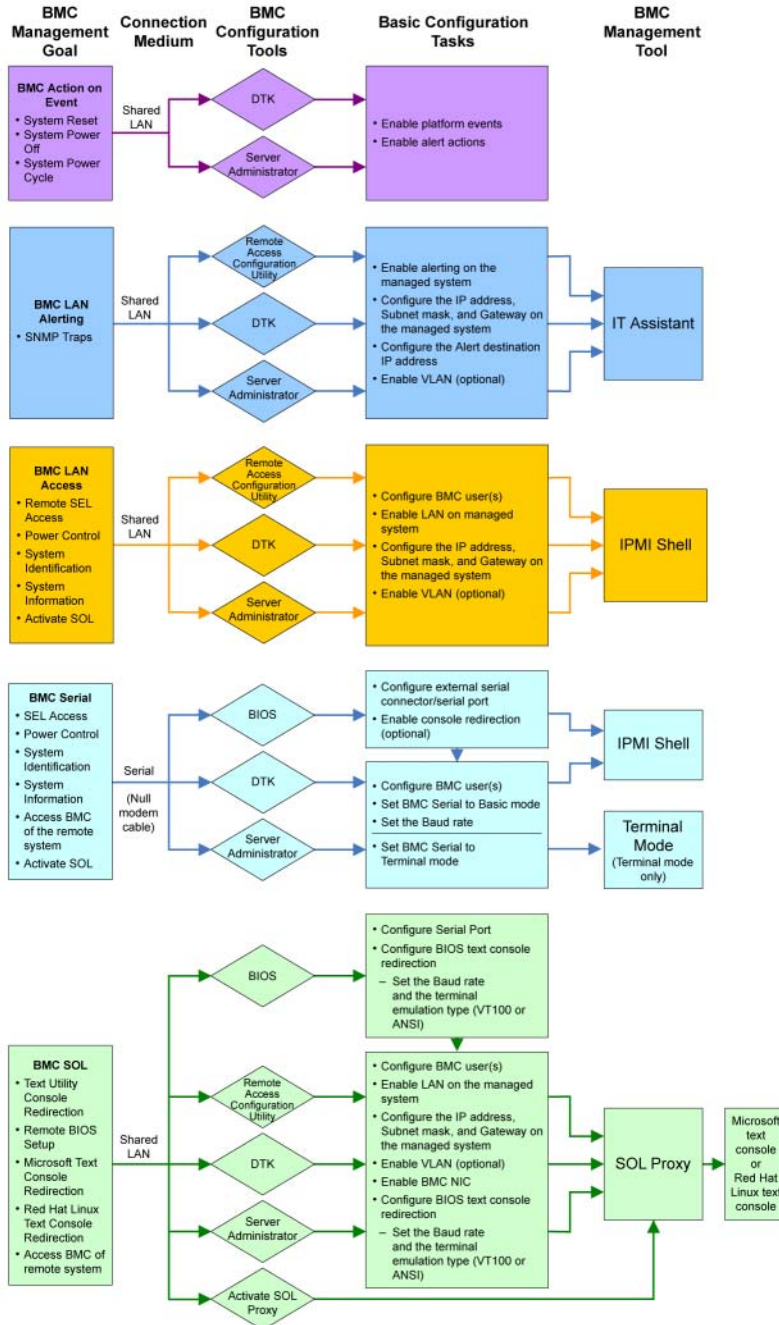 BMC
Management
Goal
Connection
Medium
BMC
Configuration
Tools
Basic Configuration
Tasks
BMC
Management
Tool
BMC Action on
Event
• System Reset
• System Power
Off
• System Power
Cycle
Shared
LAN
DTK
Server
Administrator
• Enable platform events
• Enable alert actions
BMC LAN
Alerting
• SNMP Traps
Shared
LAN
Remote
Access
Configuration
Utility
DTK
Server
Administrator
• Enable alerting on the
managed system
• Configure the IP address,
Subnet mask, and Gateway on
the managed system
• Configure the Alert destination
IP address
• Enable VLAN (optional)
IT Assistant
BMC LAN
Access
• Remote SEL
Access
• Power Control
• System
Identification
• System
Information
• Activate SOL
Shared
LAN
Remote
Access
Configuration
Utility
DTK
Server
Administrator
• Configure BMC user(s)
• Enable LAN on managed
system
• Configure the IP address,
Subnet mask, and Gateway on
the managed system
• Enable VLAN (optional)
IPMI Shell
BMC Serial
• SEL Access
• Power Control
• System
Identification
• System
Information
• Access BMC
of the remote
system
• Activate SOL
Serial
(Null
modem
cable)
BIOS
DTK
Server
Administrator
• Configure external serial
connector/serial port
• Enable console redirection
(optional)
• Configure BMC user(s)
• Set BMC Serial to Basic mode
• Set the Baud rate
• Set BMC Serial to
Terminal mode
IPMI Shell
Terminal
Mode
(Terminal mode
only)
BMC SOL
• Text Utility
Console
Redirection
• Remote BIOS
Setup
• Microsoft Text
Console
Redirection
• Red Hat Linux
Text Console
Redirection
• Access BMC of
remote system
Shared
LAN
BIOS
Remote
Access
Configuration
Utility
DTK
Server
Administrator
Activate SOL
Proxy
• Configure Serial Port
• Configure BIOS text console
redirection
– Set the Baud rate
and the terminal
emulation type (VT100 or
ANSI)
• Configure BMC user(s)
• Enable LAN on the managed
system
• Configure the IP address,
Subnet mask, and Gateway on
the managed system
• Enable VLAN (optional)
• Enable BMC NIC
• Configure BIOS text console
redirection
– Set the Baud rate
and the terminal
emulation type (VT100 or
ANSI)
SOL Proxy
Microsoft
text
console
or
Red Hat
Linux text
console